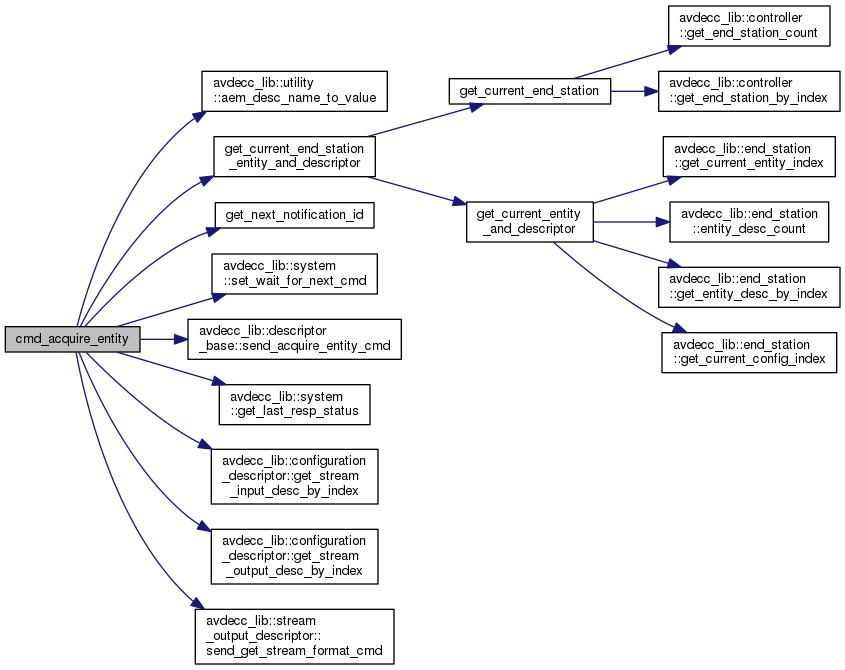 cmd_acquire_entity
avdecc_lib::utility
::aem_desc_name_to_value
get_current_end_station
_entity_and_descriptor
get_next_notification_id
avdecc_lib::system
::set_wait_for_next_cmd
avdecc_lib::descriptor
_base::send_acquire_entity_cmd
avdecc_lib::system
::get_last_resp_status
avdecc_lib::configuration
_descriptor::get_stream
_input_desc_by_index
avdecc_lib::configuration
_descriptor::get_stream
_output_desc_by_index
avdecc_lib::stream
_output_descriptor::
send_get_stream_format_cmd
get_current_end_station
get_current_entity
_and_descriptor
avdecc_lib::controller
::get_end_station_count
avdecc_lib::controller
::get_end_station_by_index
avdecc_lib::end_station
::get_current_entity_index
avdecc_lib::end_station
::entity_desc_count
avdecc_lib::end_station
::get_entity_desc_by_index
avdecc_lib::end_station
::get_current_config_index